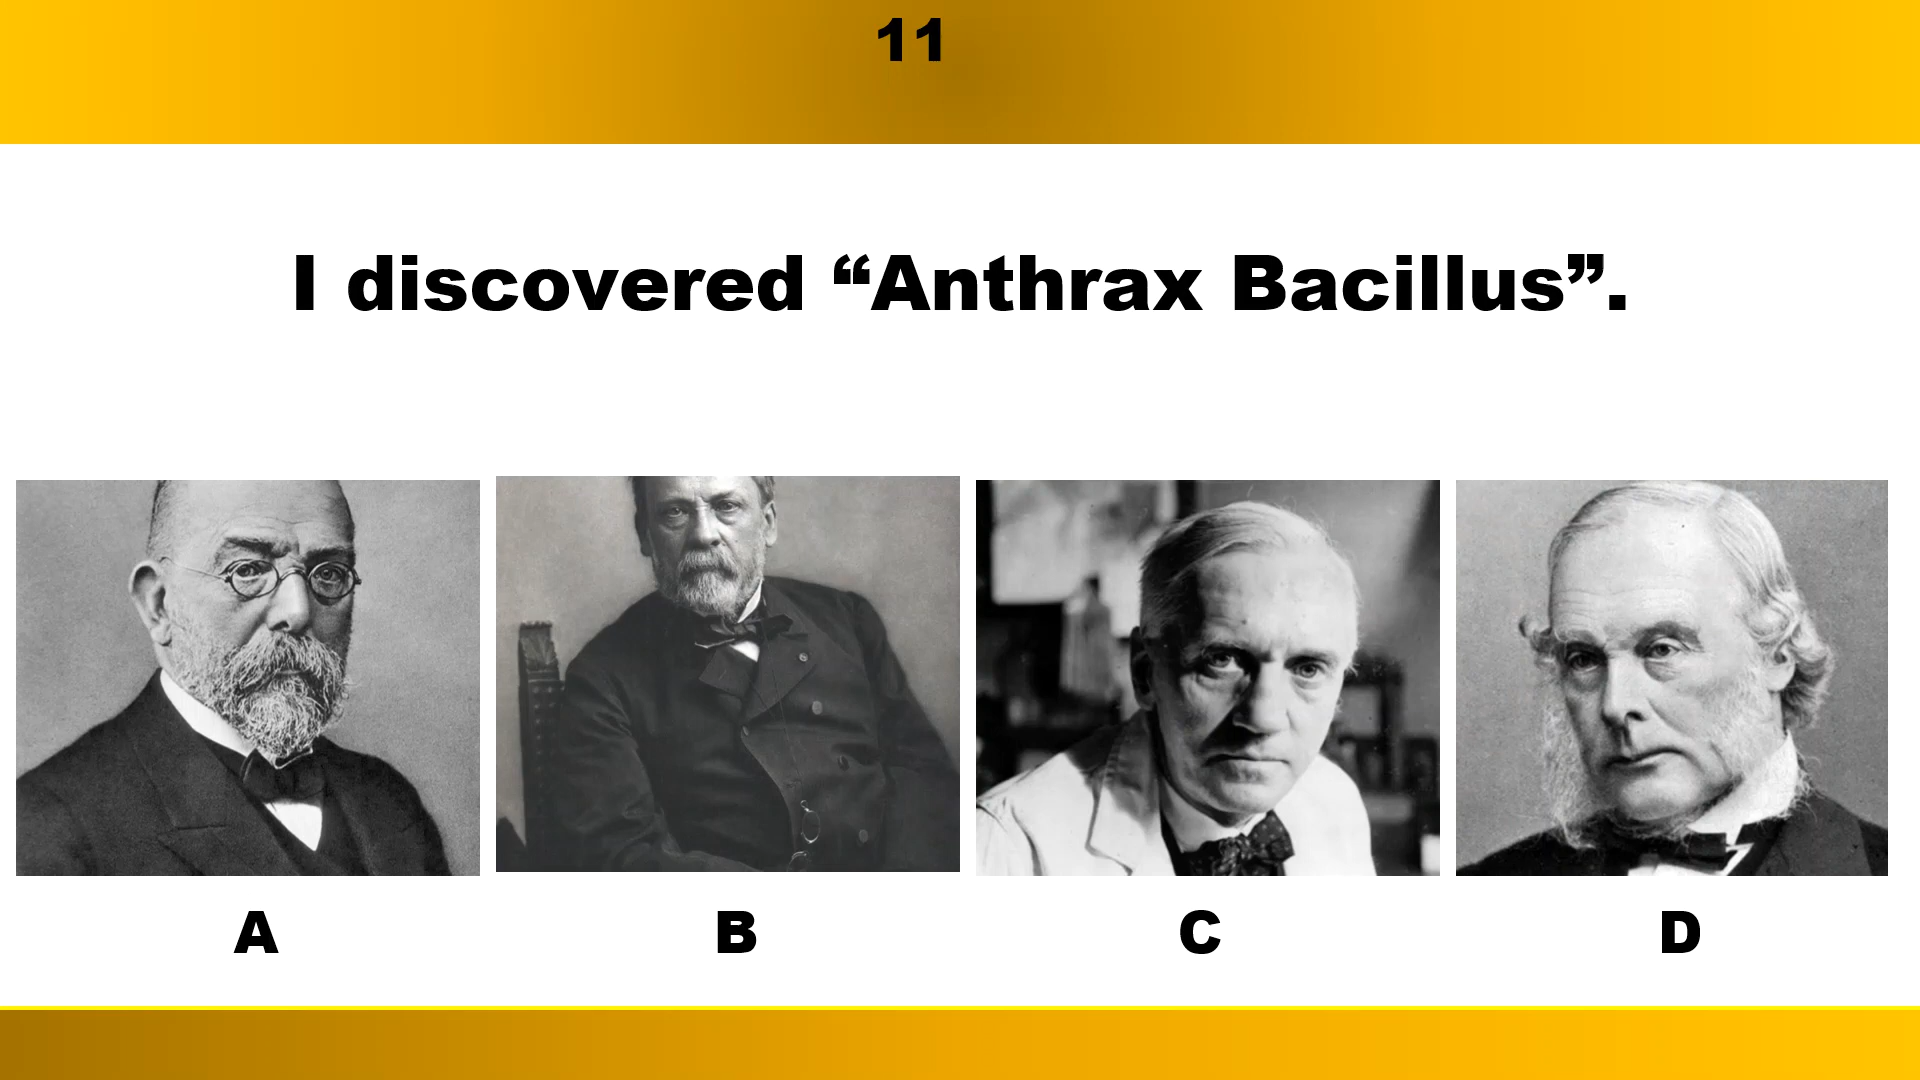 11
I discovered “Anthrax Bacillus”.
A
B
C
D